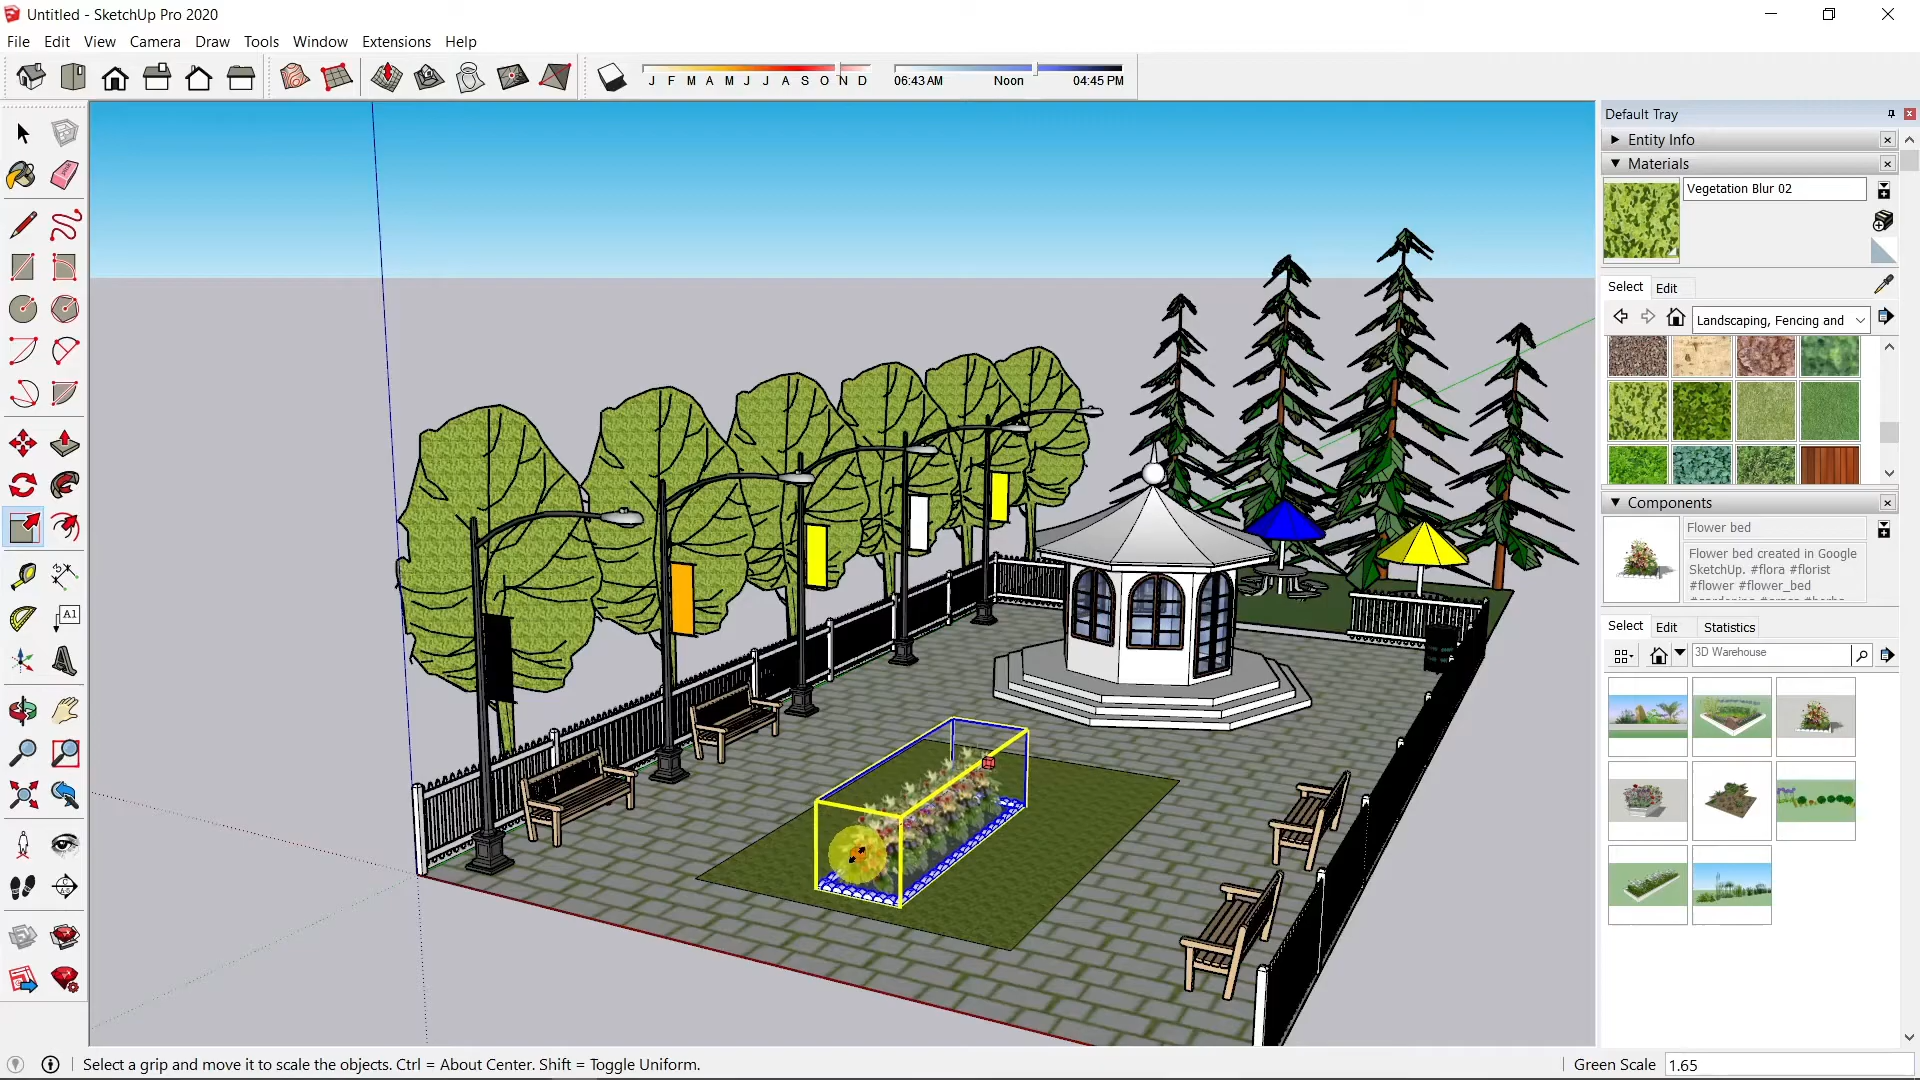 Untitled - SketchUp Pro 2020
File Edit View Camera Draw Tools Window Extensions Help
J F M A M J J A S O N D
06:43 AM Noon 04:45 PM
Default Tray
Entity Info
Materials
Vegetation Blur 02
Select Edit
Landscaping, Fencing and
Components
Flower bed
Flower bed created in Google
SketchUp. #flora #florist
#flower #flower_bed
Select Edit Statistics
3D Warehouse
A1
Select a grip and move it to scale the objects. Ctrl = About Center. Shift = Toggle Uniform.
Green Scale 1.65